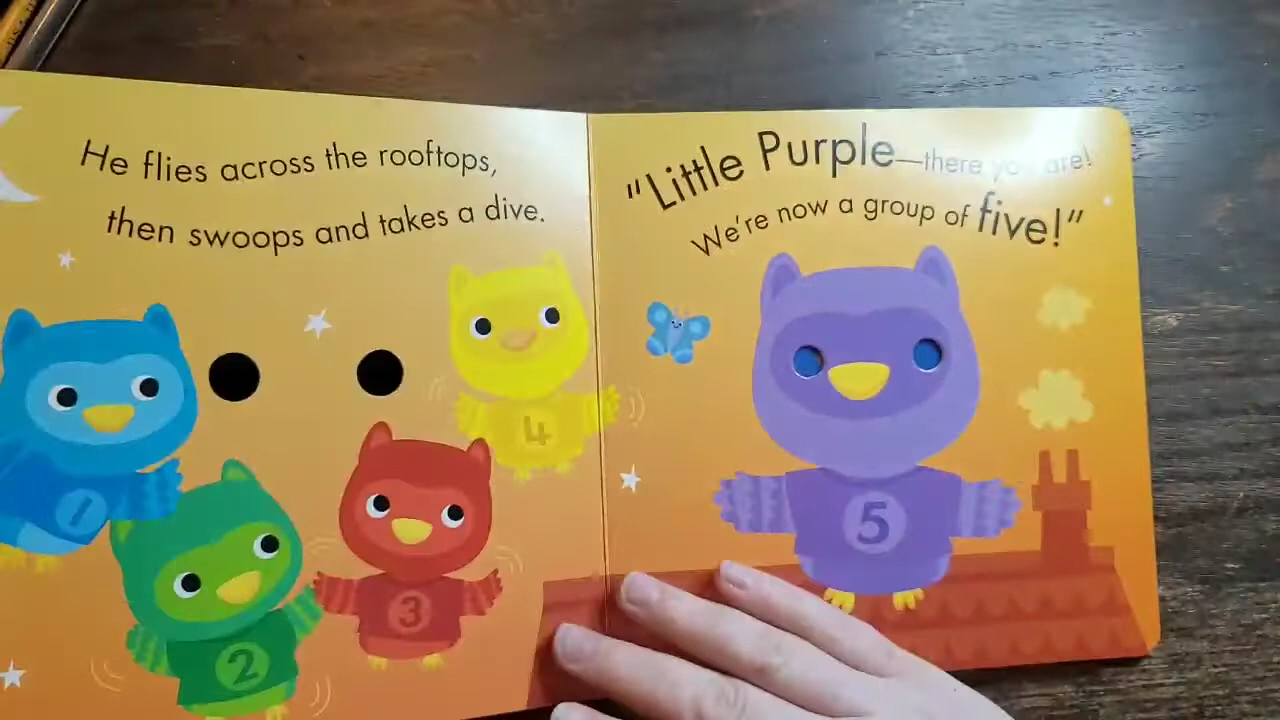 He flies across the rooftops,
then swoops and takes a dive.
"Little Purple—there you are!
We're now a group of five!"
1
2
3
4
5